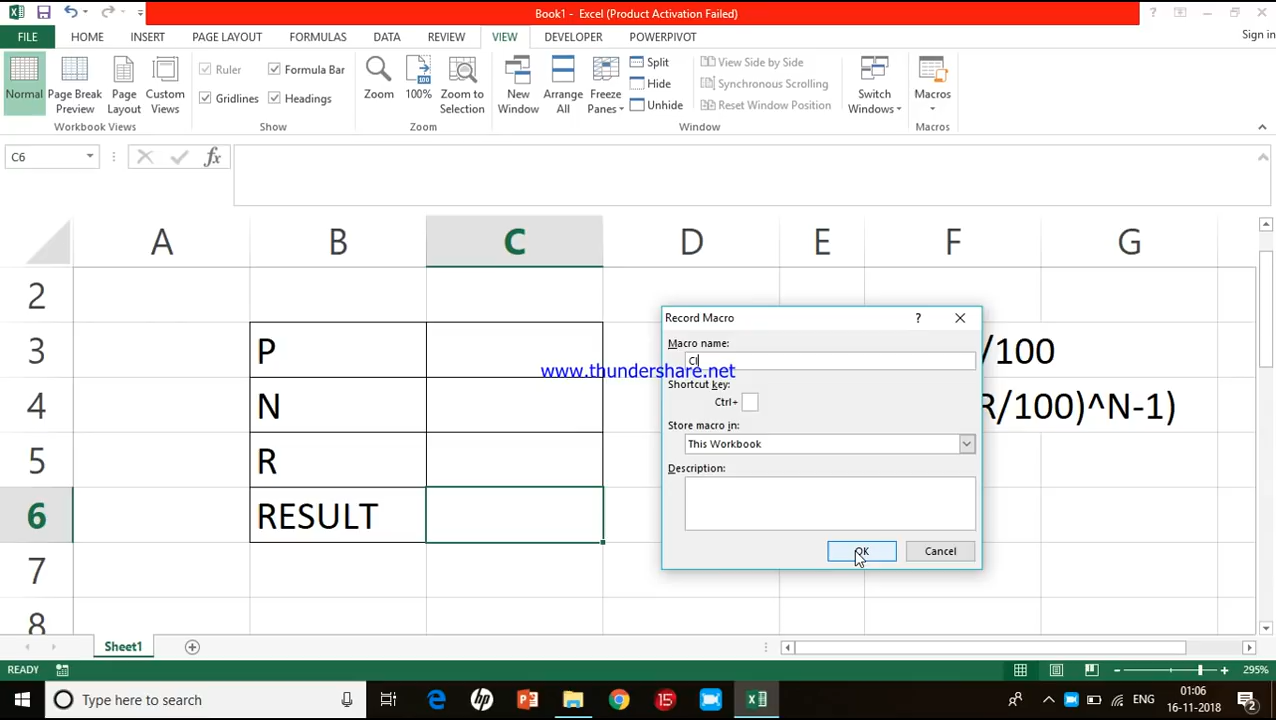 Book1 - Excel (Product Activation Failed)
FILE HOME INSERT PAGE LAYOUT FORMULAS DATA REVIEW VIEW DEVELOPER POWERPIVOT Sign in
Normal Page Break Preview Page Layout Custom Views
Workbook Views
Ruler Formula Bar
Gridlines Headings
Show
Zoom 100% Zoom to Selection
Zoom
New Window Arrange All Freeze Panes
Split
Hide
Unhide
View Side by Side
Synchronous Scrolling
Reset Window Position
Window
Switch Windows
Macros
Macros
C6 fx
A B C D E F G
2
3 P /100
4 N R/100)^N-1)
5 R
6 RESULT
7
8
Record Macro ?
Macro name:
CI
www.thundershare.net
Shortcut key:
Ctrl+
Store macro in:
This Workbook
Description:
OK Cancel
Sheet1
READY 295%
Type here to search
15
ENG
01:06
16-11-2018
2